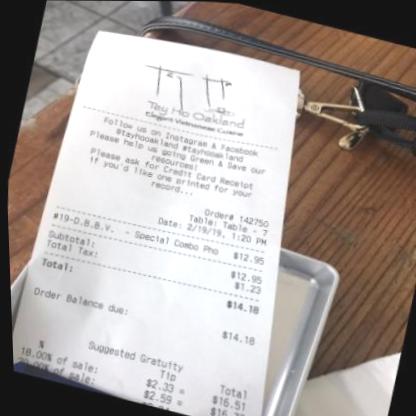 Tay Ho Oakland
Elegant Vietnamese Cuisine
Follow us on Instagram & Facebook
#tayhooakland #tayhooakland
Please help us going Green & Save our
resources!
Please ask for Credit Card Receipt
if you'd like one printed for your
record...
Order# 142750
Table: Table - 7
Date: 2/19/19, 1:20 PM
#19-D.B.B.V. - Special Combo Pho $12.95
Subtotal: $12.95
Total Tax: $1.23
Total: $14.18
Order Balance due: $14.18
Suggested Gratuity
% Tip Total
18.00% of sale: $2.33 = $16.51
of sale: $2.59 =